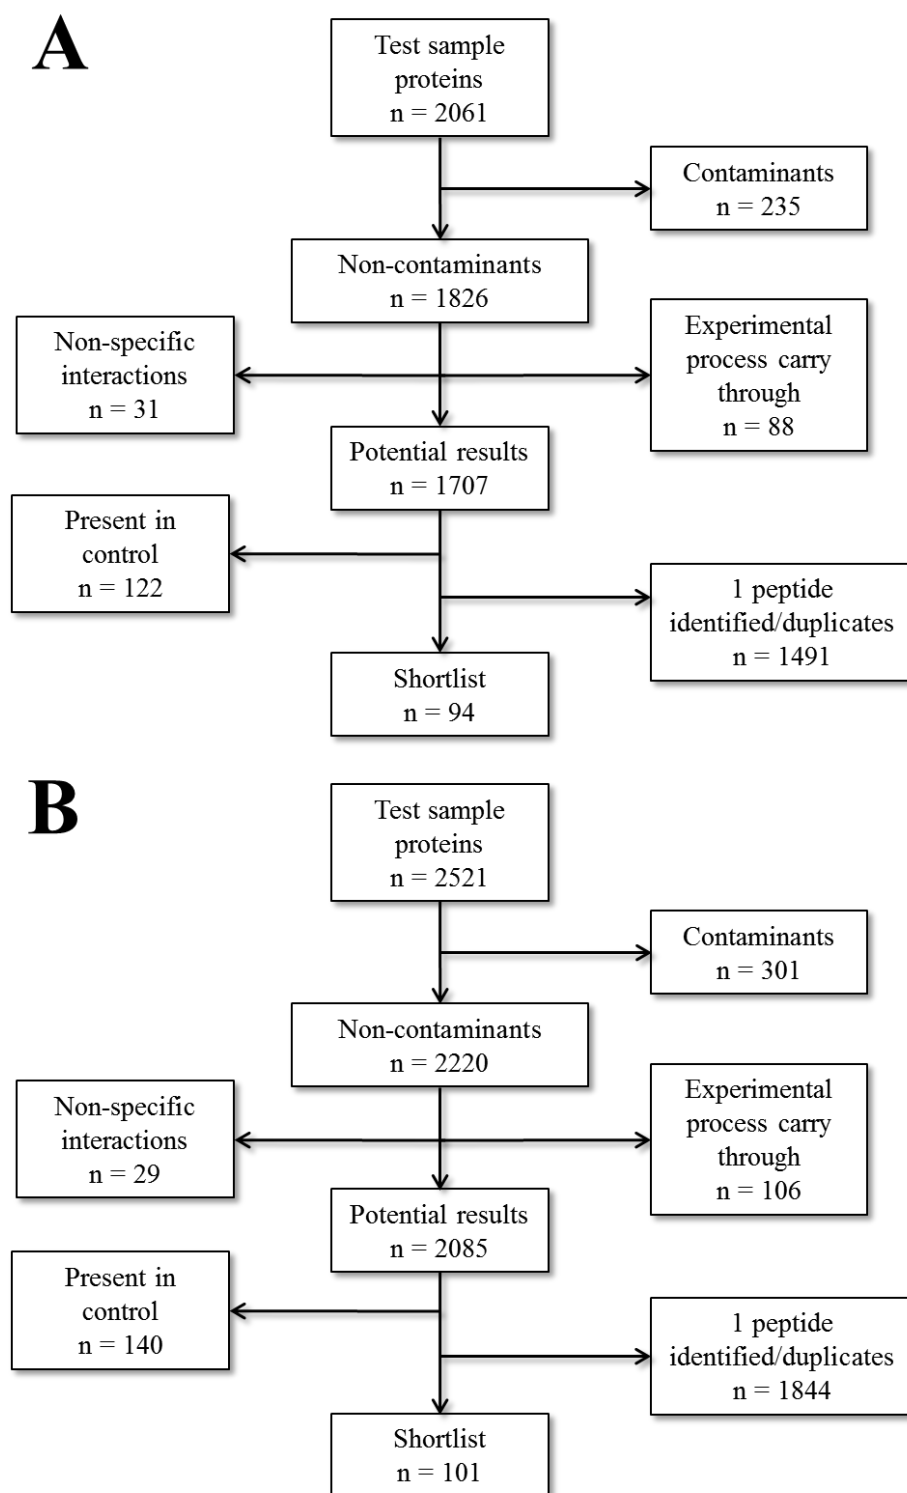 A
Test sample
proteins
n = 2061
Contaminants
n = 235
Non-contaminants
n = 1826
Non-specific
interactions
n = 31
Experimental
process carry
through
n = 88
Potential results
n = 1707
Present in
control
n = 122
1 peptide
identified/duplicates
n = 1491
Shortlist
n = 94
B
Test sample
proteins
n = 2521
Contaminants
n = 301
Non-contaminants
n = 2220
Non-specific
interactions
n = 29
Experimental
process carry
through
n = 106
Potential results
n = 2085
Present in
control
n = 140
1 peptide
identified/duplicates
n = 1844
Shortlist
n = 101